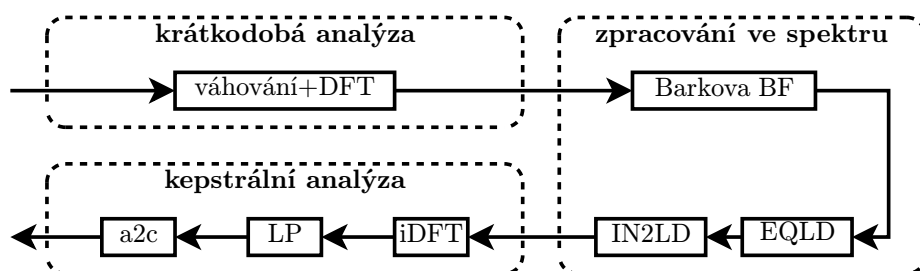 krátkodobá analýza
zpracování ve spektru
váhování+DFT
Barkova BF
kepstrální analýza
a2c
LP
iDFT
IN2LD
EQLD